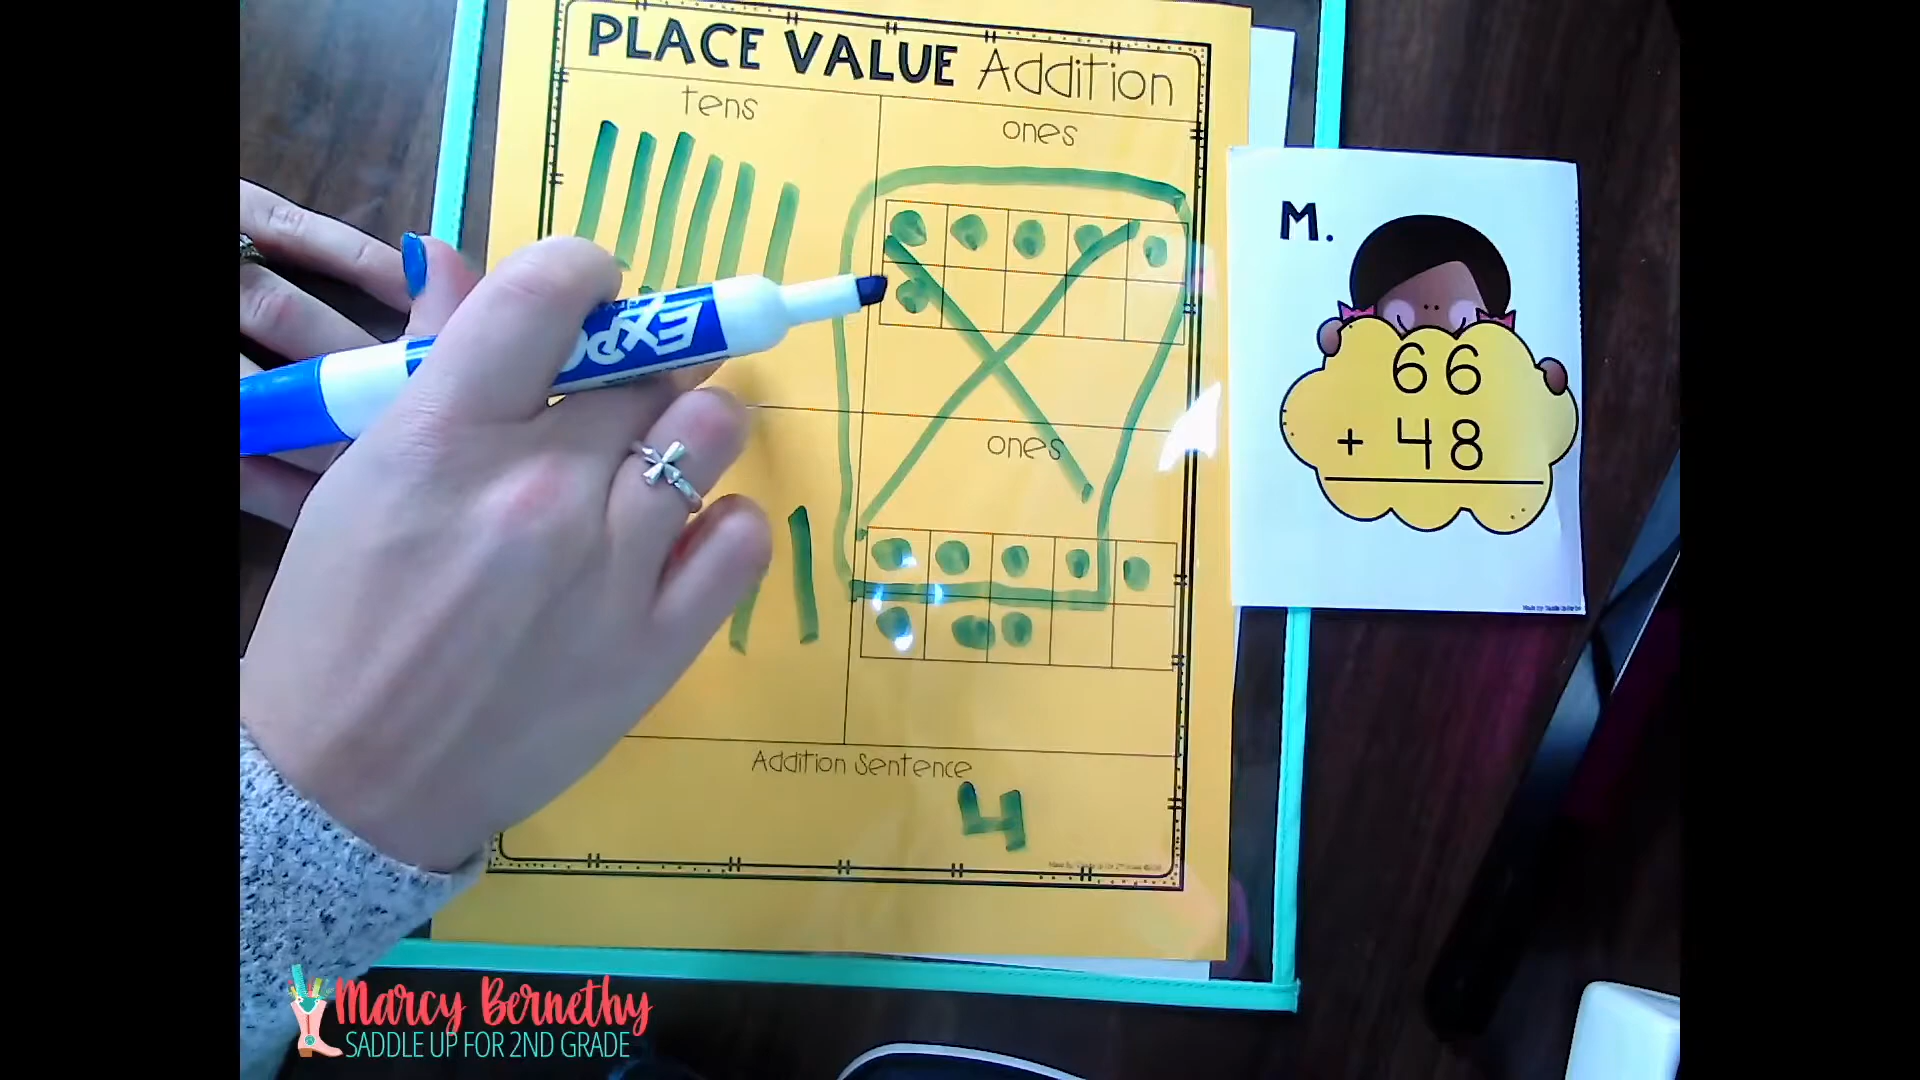 PLACE VALUE Addition
tens
ones
ones
Addition Sentence
4
EXPO
M.
66
+ 48
Marcy Bernethy
SADDLE UP FOR 2ND GRADE